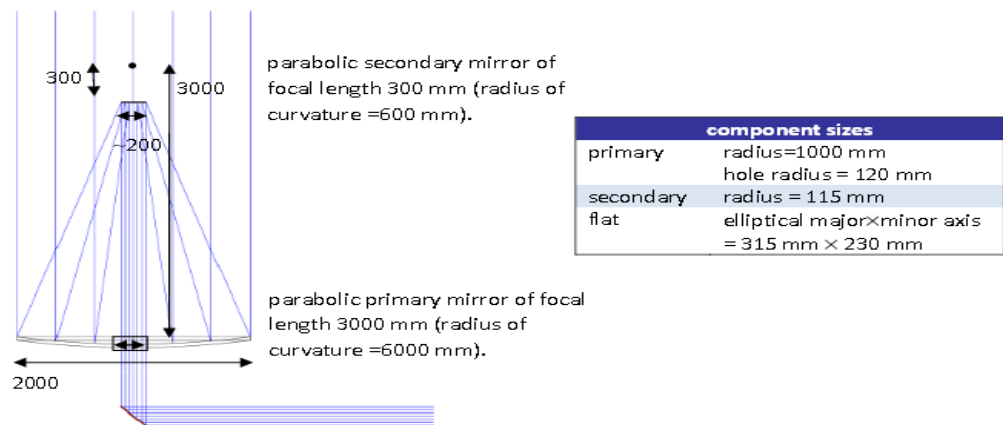 300
3000
~200
2000
parabolic secondary mirror of
focal length 300 mm (radius of
curvature =600 mm).
parabolic primary mirror of focal
length 3000 mm (radius of
curvature =6000 mm).
component sizes
primary radius=1000 mm
hole radius = 120 mm
secondary radius = 115 mm
flat elliptical major×minor axis
= 315 mm × 230 mm